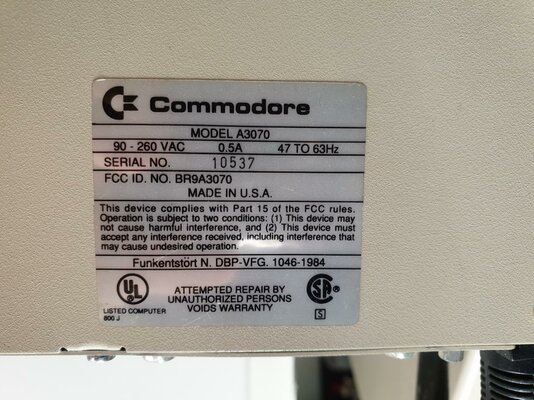 Commodore
MODEL A3070
90 - 260 VAC 0.5A 47 TO 63Hz
SERIAL NO. 10537
FCC ID. NO. BR9A3070
MADE IN U.S.A.
This device complies with Part 15 of the FCC rules.
Operation is subject to two conditions: (1) This device may
not cause harmful interference, and (2) This device must
accept any interference received, including interference that
may cause undesired operation.
Funkentstört N. DBP-VFG. 1046-1984
UL
LISTED COMPUTER
600 J
ATTEMPTED REPAIR BY
UNAUTHORIZED PERSONS
VOIDS WARRANTY
SA ®
S